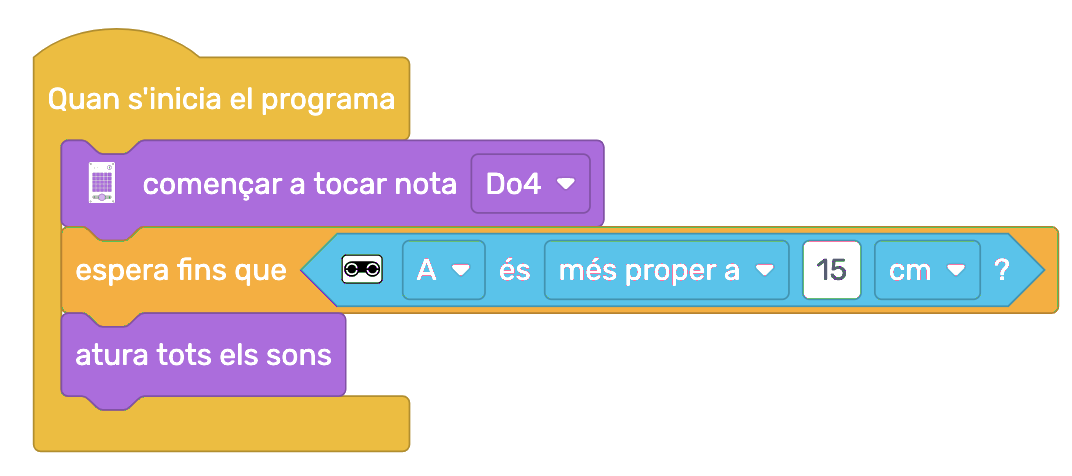 Quan s'inicia el programa
començar a tocar nota Do4
espera fins que A és més proper a 15 cm ?
atura tots els sons